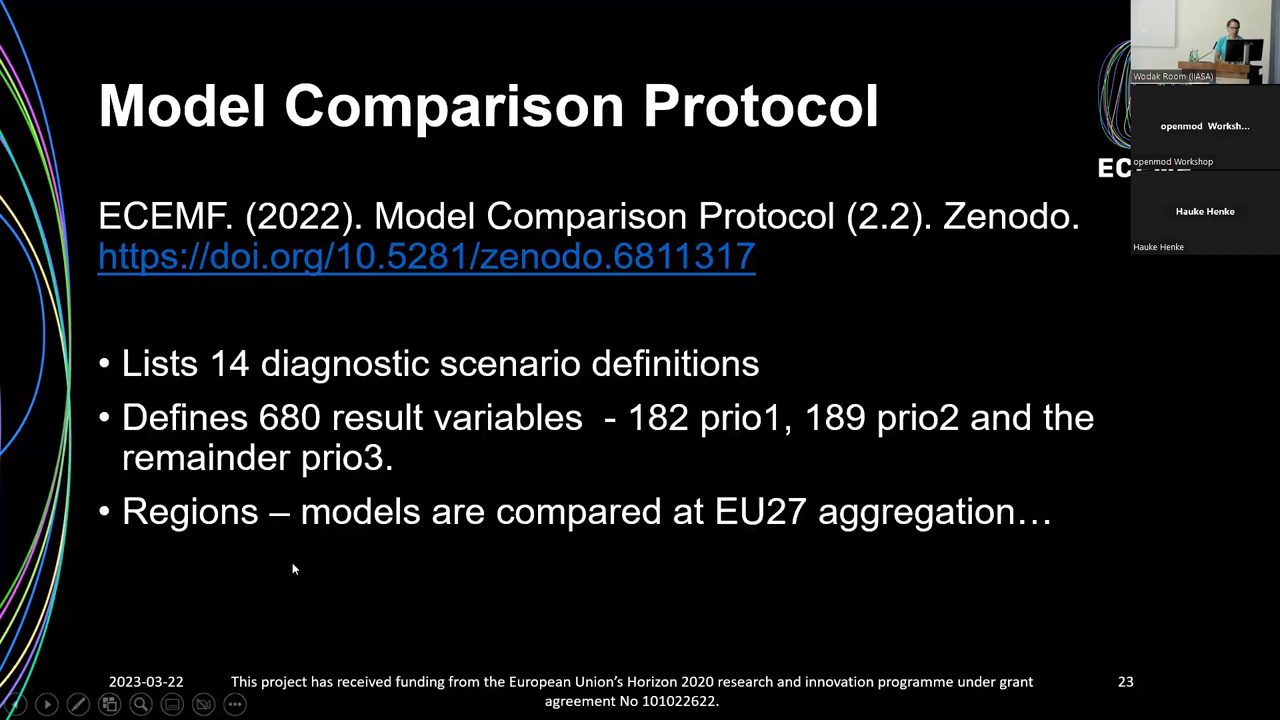 Model Comparison Protocol
ECEMF. (2022). Model Comparison Protocol (2.2). Zenodo.
https://doi.org/10.5281/zenodo.6811317
• Lists 14 diagnostic scenario definitions
• Defines 680 result variables - 182 prio1, 189 prio2 and the
remainder prio3.
• Regions – models are compared at EU27 aggregation…
2023-03-22
This project has received funding from the European Union’s Horizon 2020 research and innovation programme under grant
agreement No 101022622.
23
Wodak Room (IIASA)
openmod Worksh...
openmod Workshop
Hauke Henke
Hauke Henke